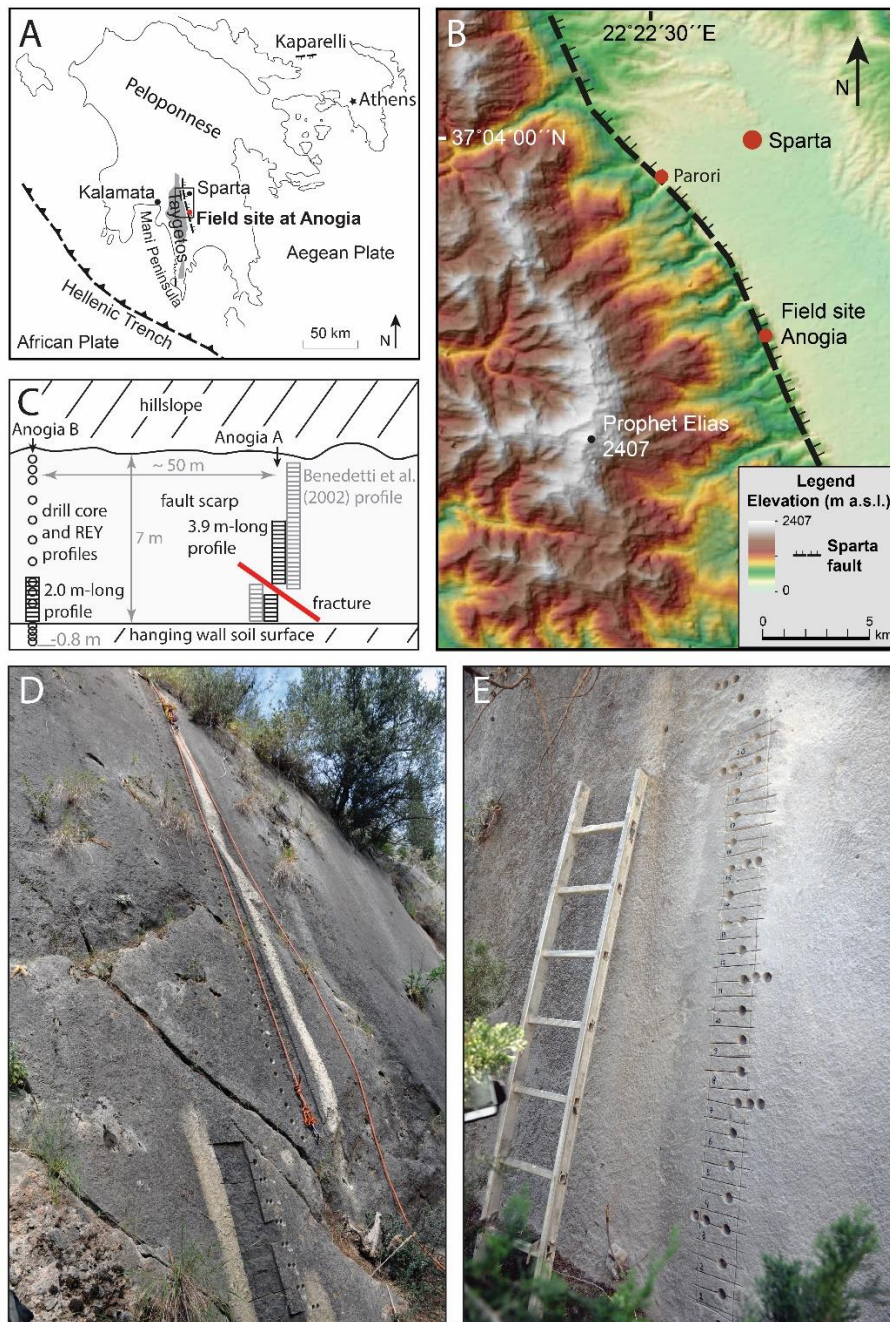 A
Kaparelli
Athens
Peloponnese
Kalamata
Sparta
Taygetos
Field site at Anogia
Mani Peninsula
Aegean Plate
Hellenic Trench
African Plate
50 km
N
B
22°22´30´´E
N
37°04´00´´N
Sparta
Parori
Field site
Anogia
Prophet Elias
2407
Legend
Elevation (m a.s.l.)
2407
0
Sparta
fault
0 5
km
C
hillslope
Anogia B
Anogia A
~ 50 m
Benedetti et al.
(2002) profile
fault scarp
drill core
and REY
profiles
7 m
3.9 m-long
profile
2.0 m-long
profile
fracture
hanging wall soil surface
-0.8 m
D
E